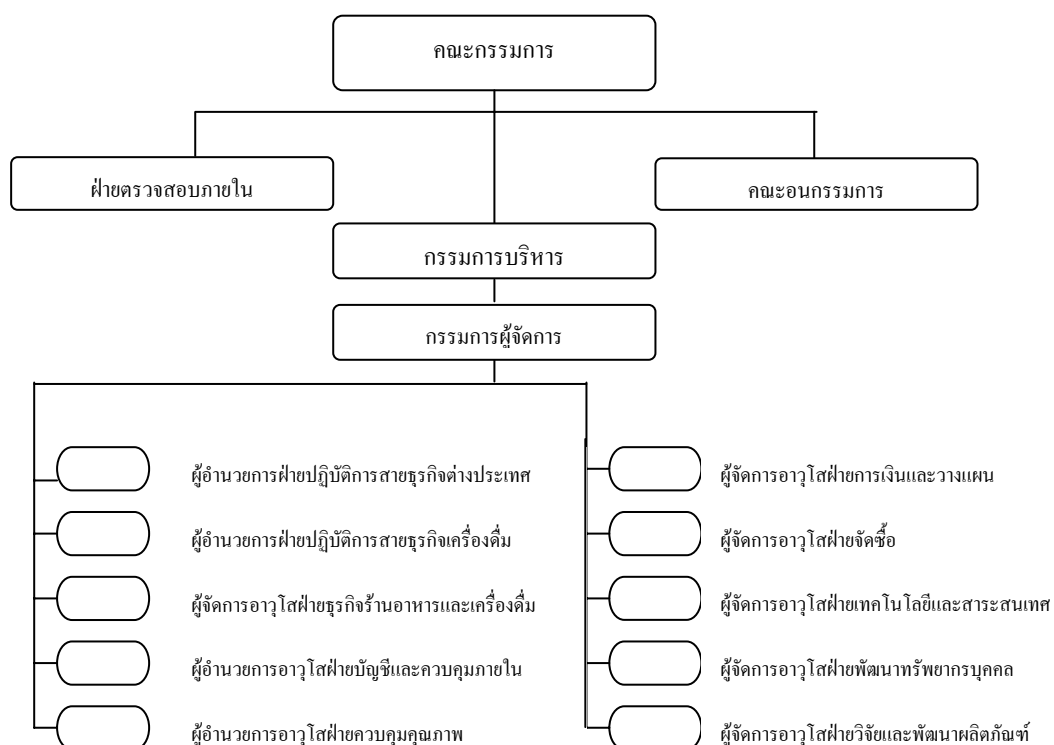 คณะกรรมการ
ฝ่ายตรวจสอบภายใน
คณะอนกรรมการ
กรรมการบริหาร
กรรมการผู้จัดการ
ผู้อำนวยการฝ่ายปฏิบัติการสายธุรกิจต่างประเทศ
ผู้อำนวยการฝ่ายปฏิบัติการสายธุรกิจเครื่องดื่ม
ผู้จัดการอาวุโสฝ่ายธุรกิจร้านอาหารและเครื่องดื่ม
ผู้อำนวยการอาวุโสฝ่ายบัญชีและควบคุมภายใน
ผู้อำนวยการอาวุโสฝ่ายควบคุมคุณภาพ
ผู้จัดการอาวุโสฝ่ายการเงินและวางแผน
ผู้จัดการอาวุโสฝ่ายจัดซื้อ
ผู้จัดการอาวุโสฝ่ายเทคโนโลยีและสาระสนเทศ
ผู้จัดการอาวุโสฝ่ายพัฒนาทรัพยากรบุคคล
ผู้จัดการอาวุโสฝ่ายวิจัยและพัฒนาผลิตภัณฑ์